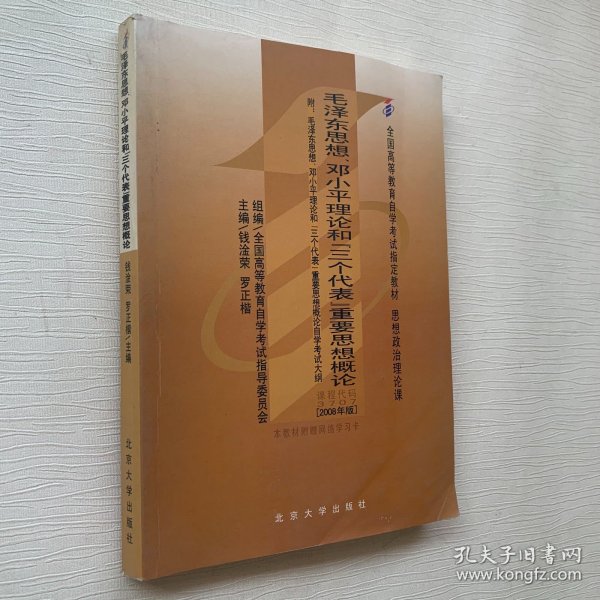 全国高等教育自学考试指定教材 思想政治理论课
毛泽东思想、邓小平理论和「三个代表」重要思想概论
附：毛泽东思想、邓小平理论和「三个代表」重要思想概论自学考试大纲
课程代码
3707
[2008年版]
组编/全国高等教育自学考试指导委员会
主编/钱淦荣 罗正楷
本教材附赠网络学习卡
北京大学出版社
毛泽东思想、邓小平理论和「三个代表」重要思想概论
钱淦荣 罗正楷/主编
北京大学出版社
孔夫子旧书网
www.kongfz.com